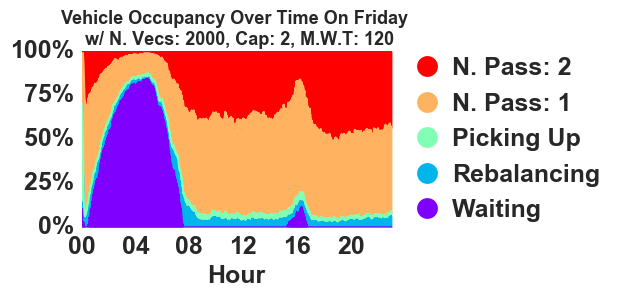 Vehicle Occupancy Over Time On Friday
w/ N. Vecs: 2000, Cap: 2, M.W.T: 120
100%
75%
50%
25%
0%
00 04 08 12 16 20
Hour
N. Pass: 2
N. Pass: 1
Picking Up
Rebalancing
Waiting